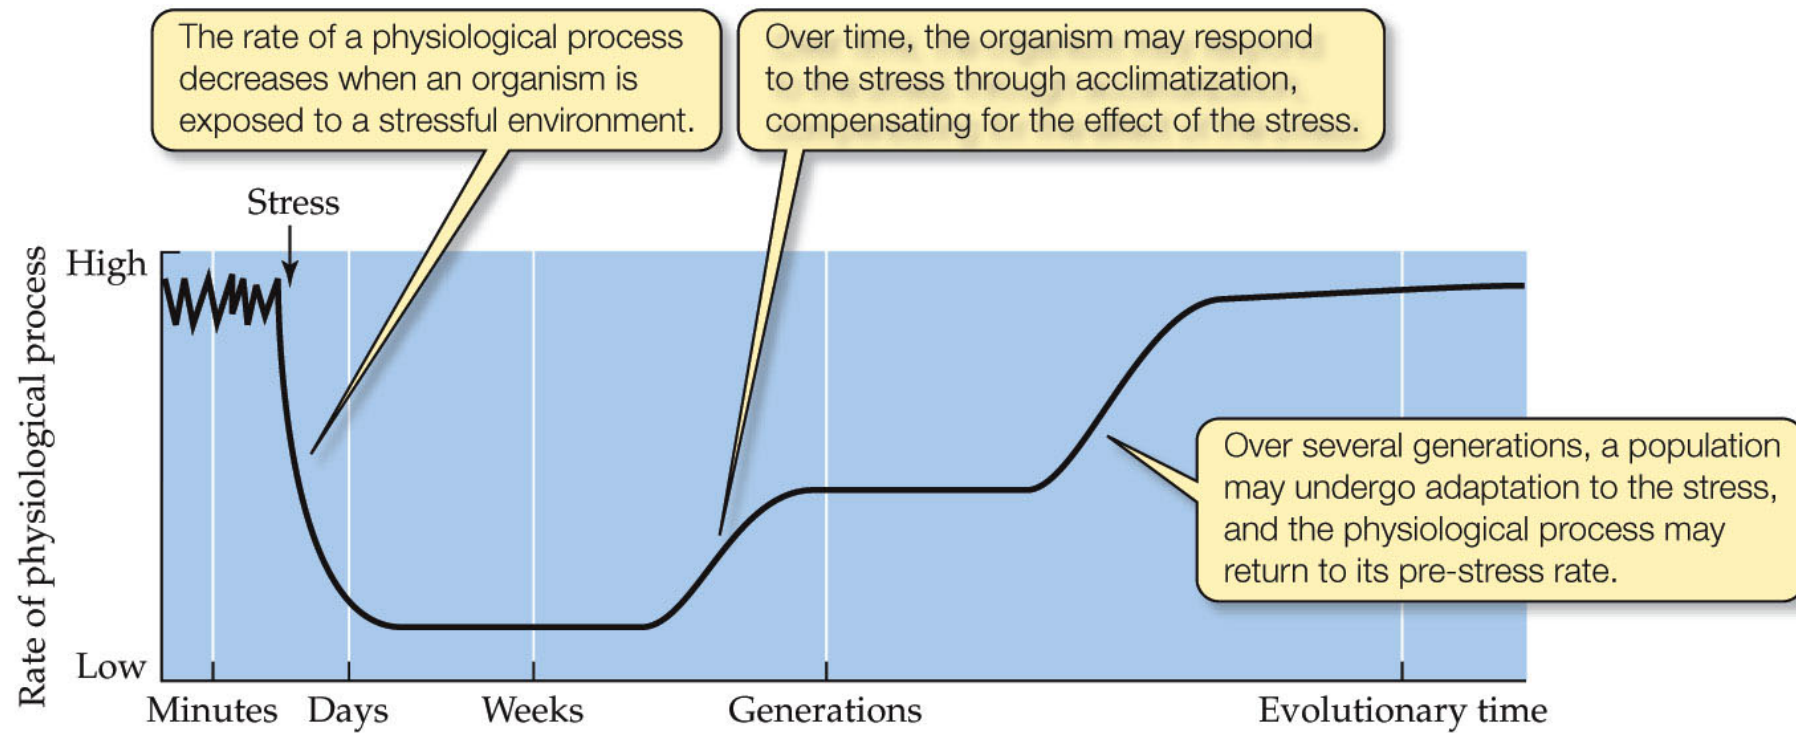 The rate of a physiological process
decreases when an organism is
exposed to a stressful environment.
Over time, the organism may respond
to the stress through acclimatization,
compensating for the effect of the stress.
Stress
High
Rate of physiological process
Over several generations, a population
may undergo adaptation to the stress,
and the physiological process may
return to its pre-stress rate.
Low
Minutes Days Weeks Generations Evolutionary time